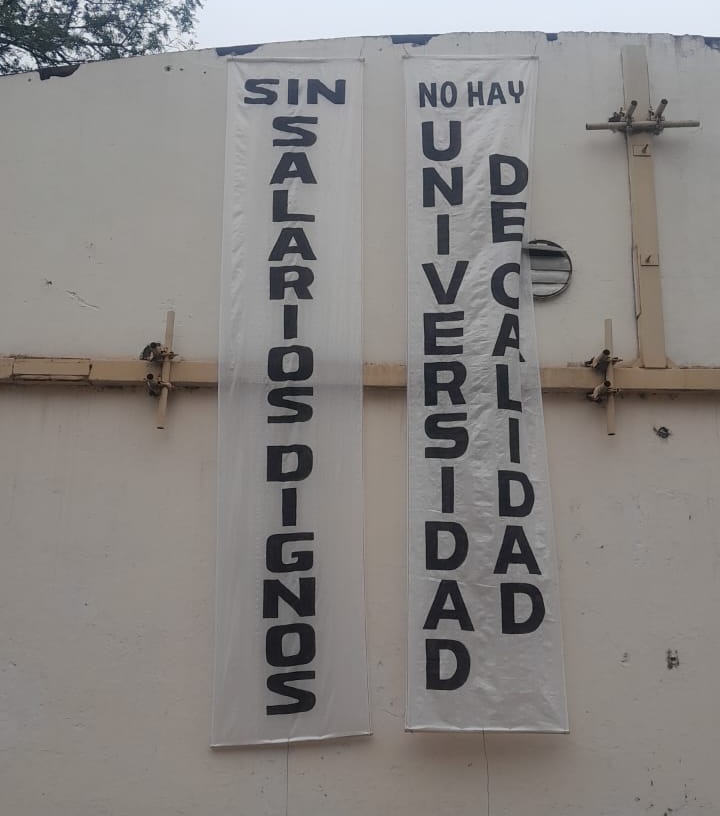 SIN
SALARIOS
DIGNOS
NO HAY
UNIVERSIDAD
DE CALIDAD